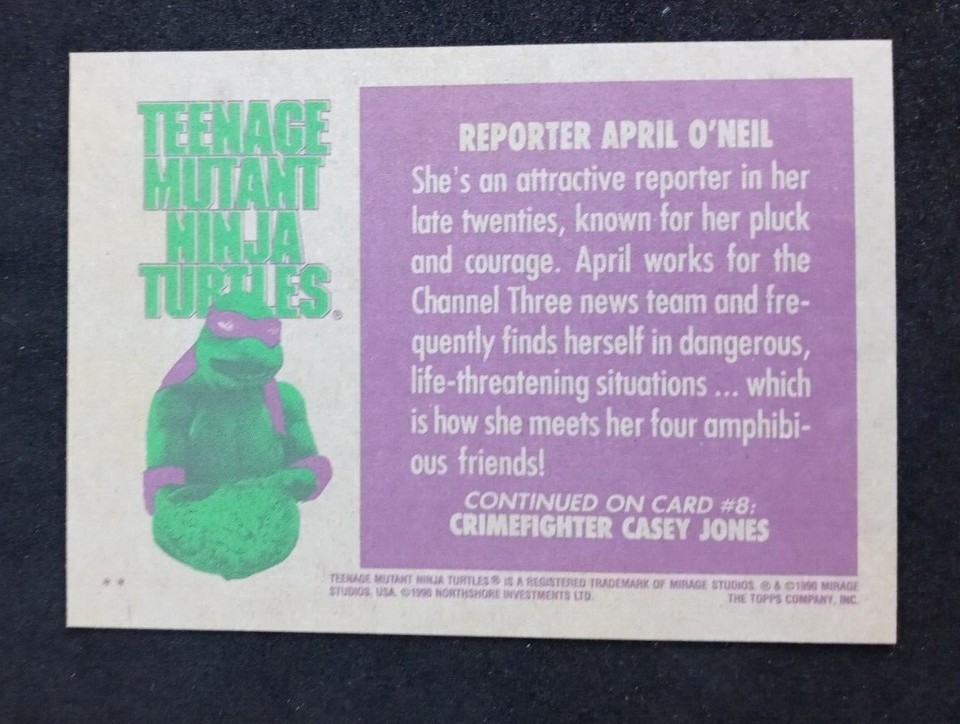 TEENAGE
MUTANT
NINJA
TURTLES®
REPORTER APRIL O'NEIL
She's an attractive reporter in her
late twenties, known for her pluck
and courage. April works for the
Channel Three news team and fre-
quently finds herself in dangerous,
life-threatening situations ... which
is how she meets her four amphibi-
ous friends!
CONTINUED ON CARD #8:
CRIMEFIGHTER CASEY JONES
* *
TEENAGE MUTANT NINJA TURTLES® IS A REGISTERED TRADEMARK OF MIRAGE STUDIOS. ® & ©1990 MIRAGE
STUDIOS, USA. ©1990 NORTHSHORE INVESTMENTS LTD. THE TOPPS COMPANY, INC.